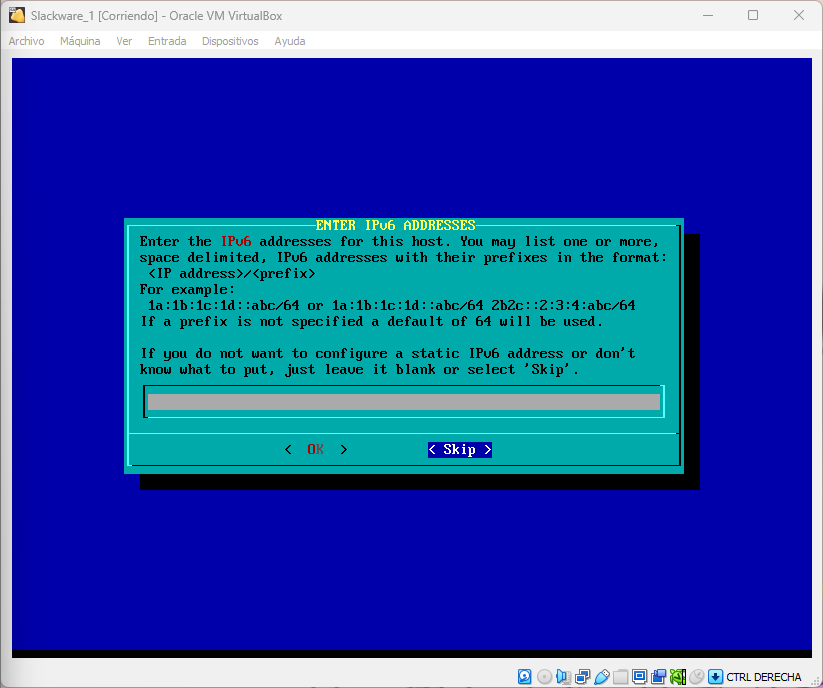 Slackware_1 [Corriendo] - Oracle VM VirtualBox
Archivo Máquina Ver Entrada Dispositivos Ayuda
ENTER IPv6 ADDRESSES
Enter the IPv6 addresses for this host. You may list one or more,
space delimited, IPv6 addresses with their prefixes in the format:
<IP address>/<prefix>
For example:
1a:1b:1c:1d::abc/64 or 1a:1b:1c:1d::abc/64 2b2c::2:3:4:abc/64
If a prefix is not specified a default of 64 will be used.
If you do not want to configure a static IPv6 address or don't
know what to put, just leave it blank or select 'Skip'.
< OK > < Skip >
CTRL DERECHA